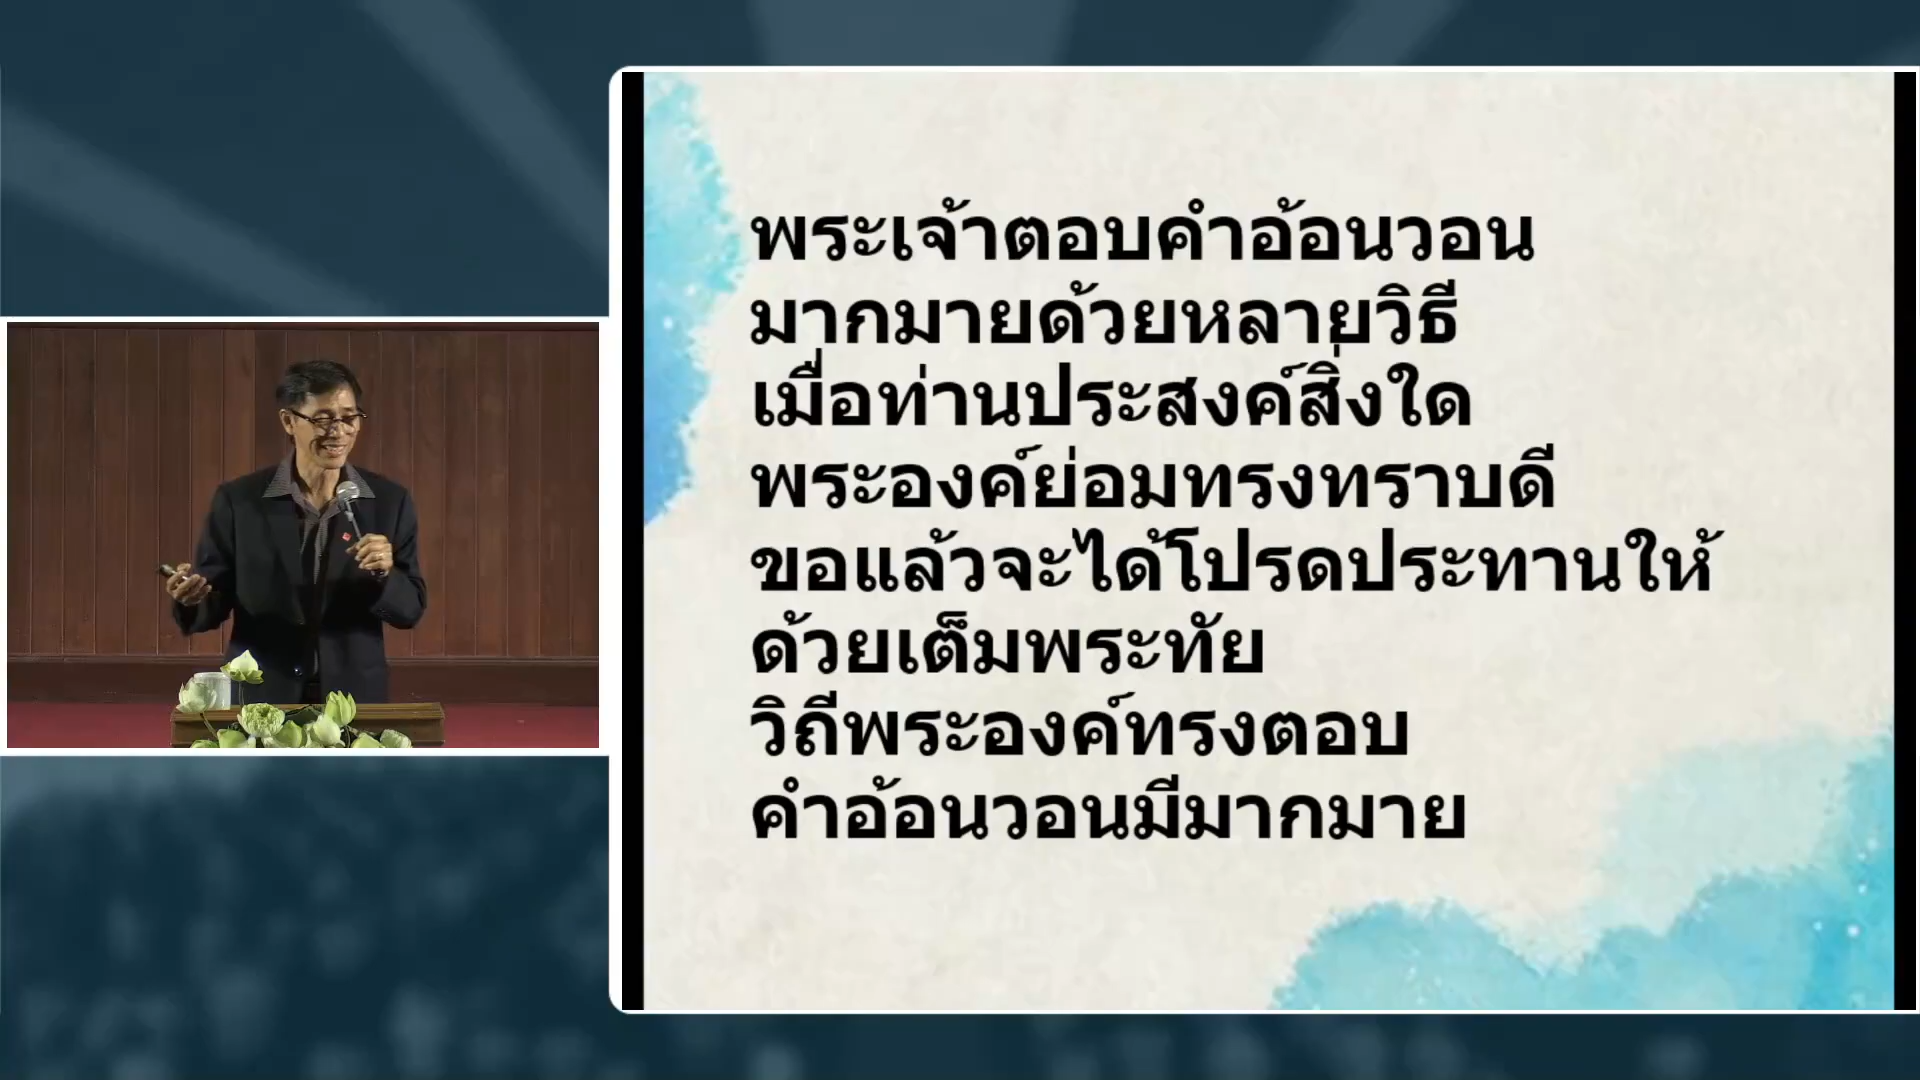 พระเจ้าตอบคำอ้อนวอน
มากมายด้วยหลายวิธี
เมื่อท่านประสงค์สิ่งใด
พระองค์ย่อมทรงทราบดี
ขอแล้วจะได้โปรดประทานให้
ด้วยเต็มพระทัย
วิถีพระองค์ทรงตอบ
คำอ้อนวอนมีมากมาย